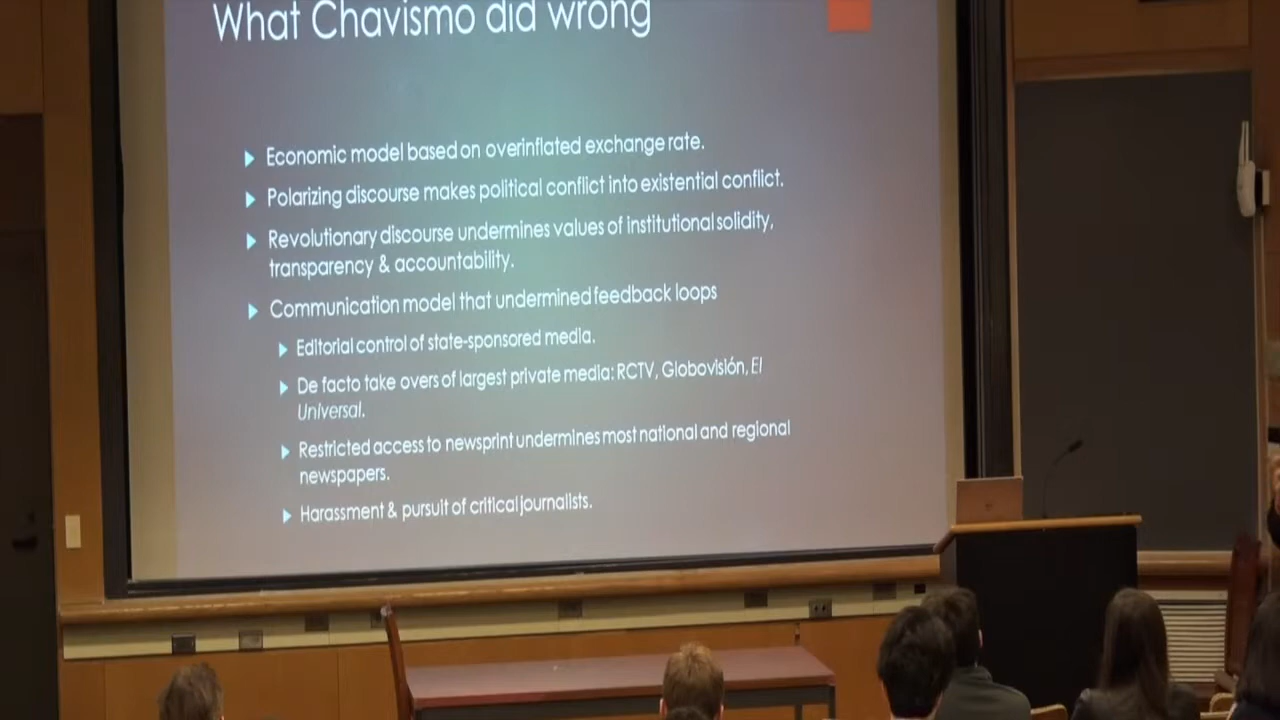 What Chavismo did wrong
Economic model based on overinflated exchange rate.
Polarizing discourse makes political conflict into existential conflict.
Revolutionary discourse undermines values of institutional solidity,
transparency & accountability.
Communication model that undermined feedback loops
Editorial control of state-sponsored media.
De facto take overs of largest private media: RCTV, Globovisión, El
Universal.
Restricted access to newsprint undermines most national and regional
newspapers.
Harassment & pursuit of critical journalists.